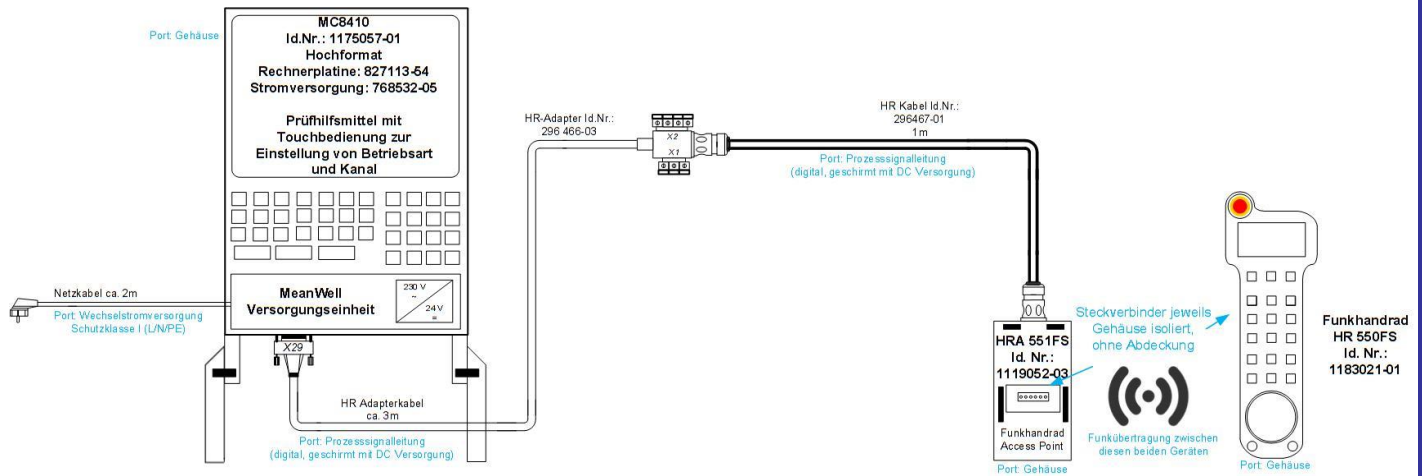 Port: Gehäuse
MC8410
Id.Nr.: 1175057-01
Hochformat
Rechnerplatine: 827113-54
Stromversorgung: 768532-05
Prüfhilfsmittel mit
Touchbedienung zur
Einstellung von Betriebsart
und Kanal
Netzkabel ca. 2m
Port: Wechselstromversorgung
Schutzklasse I (L/N/PE)
MeanWell
Versorgungseinheit
230 V
~
24 V
=
X29
HR Adapterkabel
ca. 3m
Port: Prozesssignalleitung
(digital, geschirmt mit DC Versorgung)
HR-Adapter Id.Nr.:
296 466-03
X2
X1
HR Kabel Id.Nr.:
296467-01
1m
Port: Prozesssignalleitung
(digital, geschirmt mit DC Versorgung)
HRA 551FS
Id. Nr.:
1119052-03
Funkhandrad
Access Point
Port: Gehäuse
Steckverbinder jeweils
Gehäuse isoliert,
ohne Abdeckung
Funkübertragung zwischen
diesen beiden Geräten
Port: Gehäuse
Funkhandrad
HR 550FS
Id. Nr.:
1183021-01